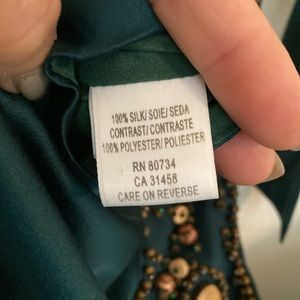 100% SILK/ SOIE/ SEDA
CONTRAST/ CONTRASTE
100% POLYESTER/ POLIESTER
RN 80734
CA 31458
CARE ON REVERSE